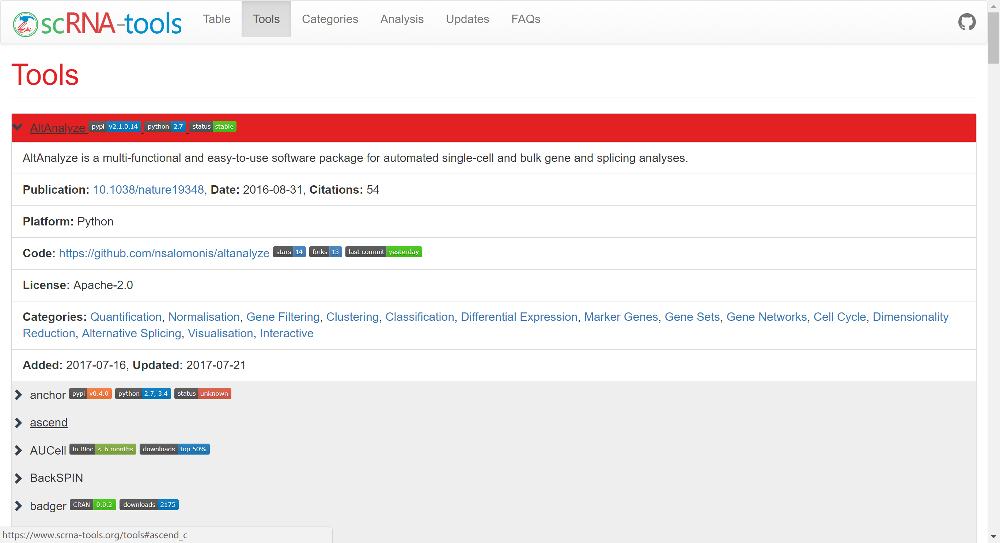 scRNA-tools Table Tools Categories Analysis Updates FAQs
Tools
AltAnalyze pypi v2.1.0.14 python 2.7 status stable
AltAnalyze is a multi-functional and easy-to-use software package for automated single-cell and bulk gene and splicing analyses.
Publication: 10.1038/nature19348, Date: 2016-08-31, Citations: 54
Platform: Python
Code: https://github.com/nsalomonis/altanalyze stars 14 forks 13 last commit yesterday
License: Apache-2.0
Categories: Quantification, Normalisation, Gene Filtering, Clustering, Classification, Differential Expression, Marker Genes, Gene Sets, Gene Networks, Cell Cycle, Dimensionality
Reduction, Alternative Splicing, Visualisation, Interactive
Added: 2017-07-16, Updated: 2017-07-21
anchor pypi v0.4.0 python 2.7, 3.4 status unknown
ascend
AUCell in Bioc < 6 months downloads top 50%
BackSPIN
badger CRAN 0.0.2 downloads 2175
https://www.scrna-tools.org/tools#ascend_c